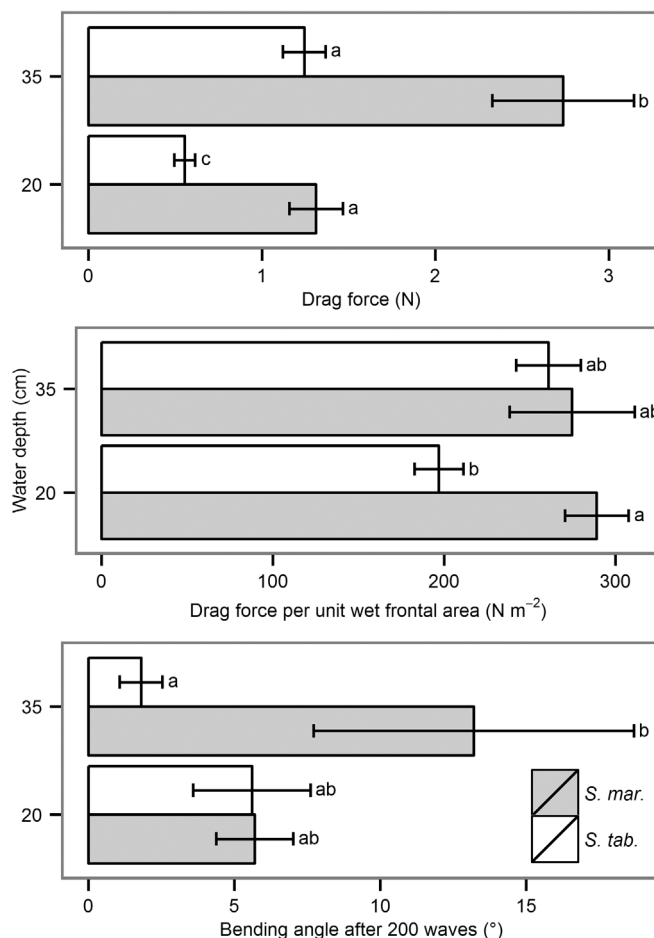 a
35
b
c
20
a
0 1 2 3
Drag force (N)
Water depth (cm)
ab
35
ab
b
20
a
0 100 200 300
Drag force per unit wet frontal area (N m⁻²)
a
35
b
ab
20
ab
S. mar.
S. tab.
0 5 10 15
Bending angle after 200 waves (°)